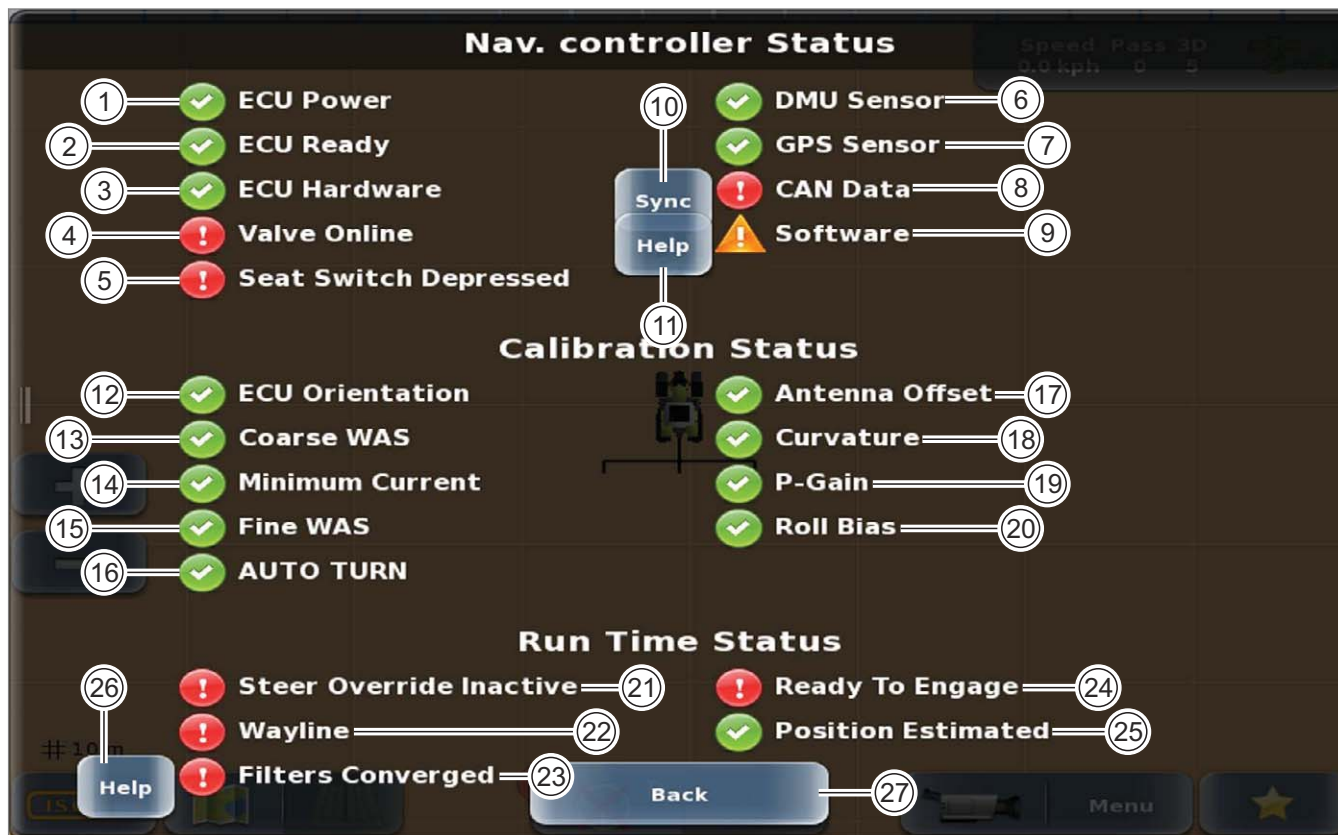 Nav. controller Status
Speed Pass 3D
0.0 kph 0 5
1 ECU Power
2 ECU Ready
3 ECU Hardware
4 Valve Online
5 Seat Switch Depressed
10
Sync
Help
11
DMU Sensor 6
GPS Sensor 7
CAN Data 8
Software 9
Calibration Status
12 ECU Orientation
13 Coarse WAS
14 Minimum Current
15 Fine WAS
16 AUTO TURN
Antenna Offset 17
Curvature 18
P-Gain 19
Roll Bias 20
Run Time Status
Steer Override Inactive 21
Wayline 22
Filters Converged 23
Ready To Engage 24
Position Estimated 25
26
10 m
Help
Back 27
Menu